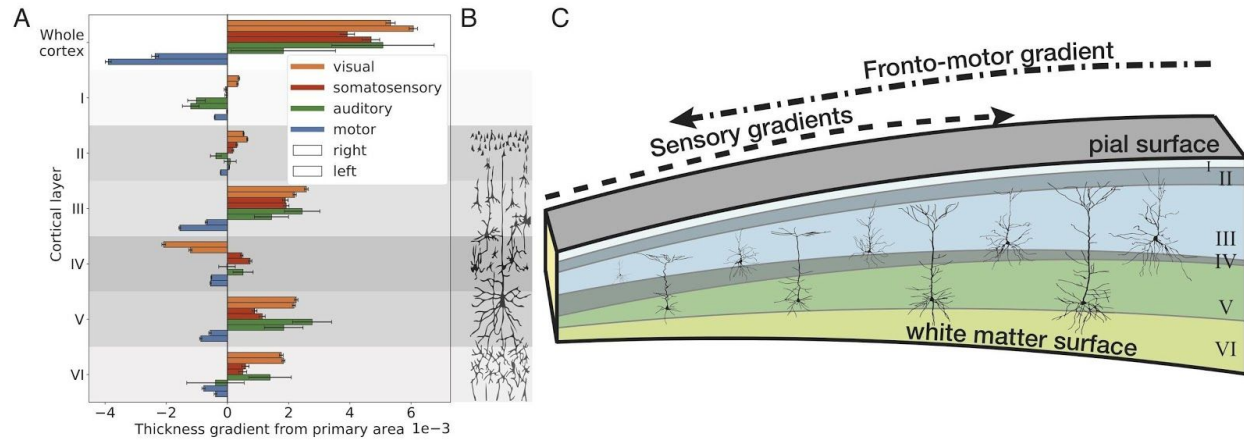 A
B
C
Whole
cortex
I
II
III
IV
V
VI
Cortical layer
visual
somatosensory
auditory
motor
right
left
−4
−2
0
2
4
6
1e−3
Thickness gradient from primary area
Fronto-motor gradient
Sensory gradients
pial surface
I
II
III
IV
V
VI
white matter surface